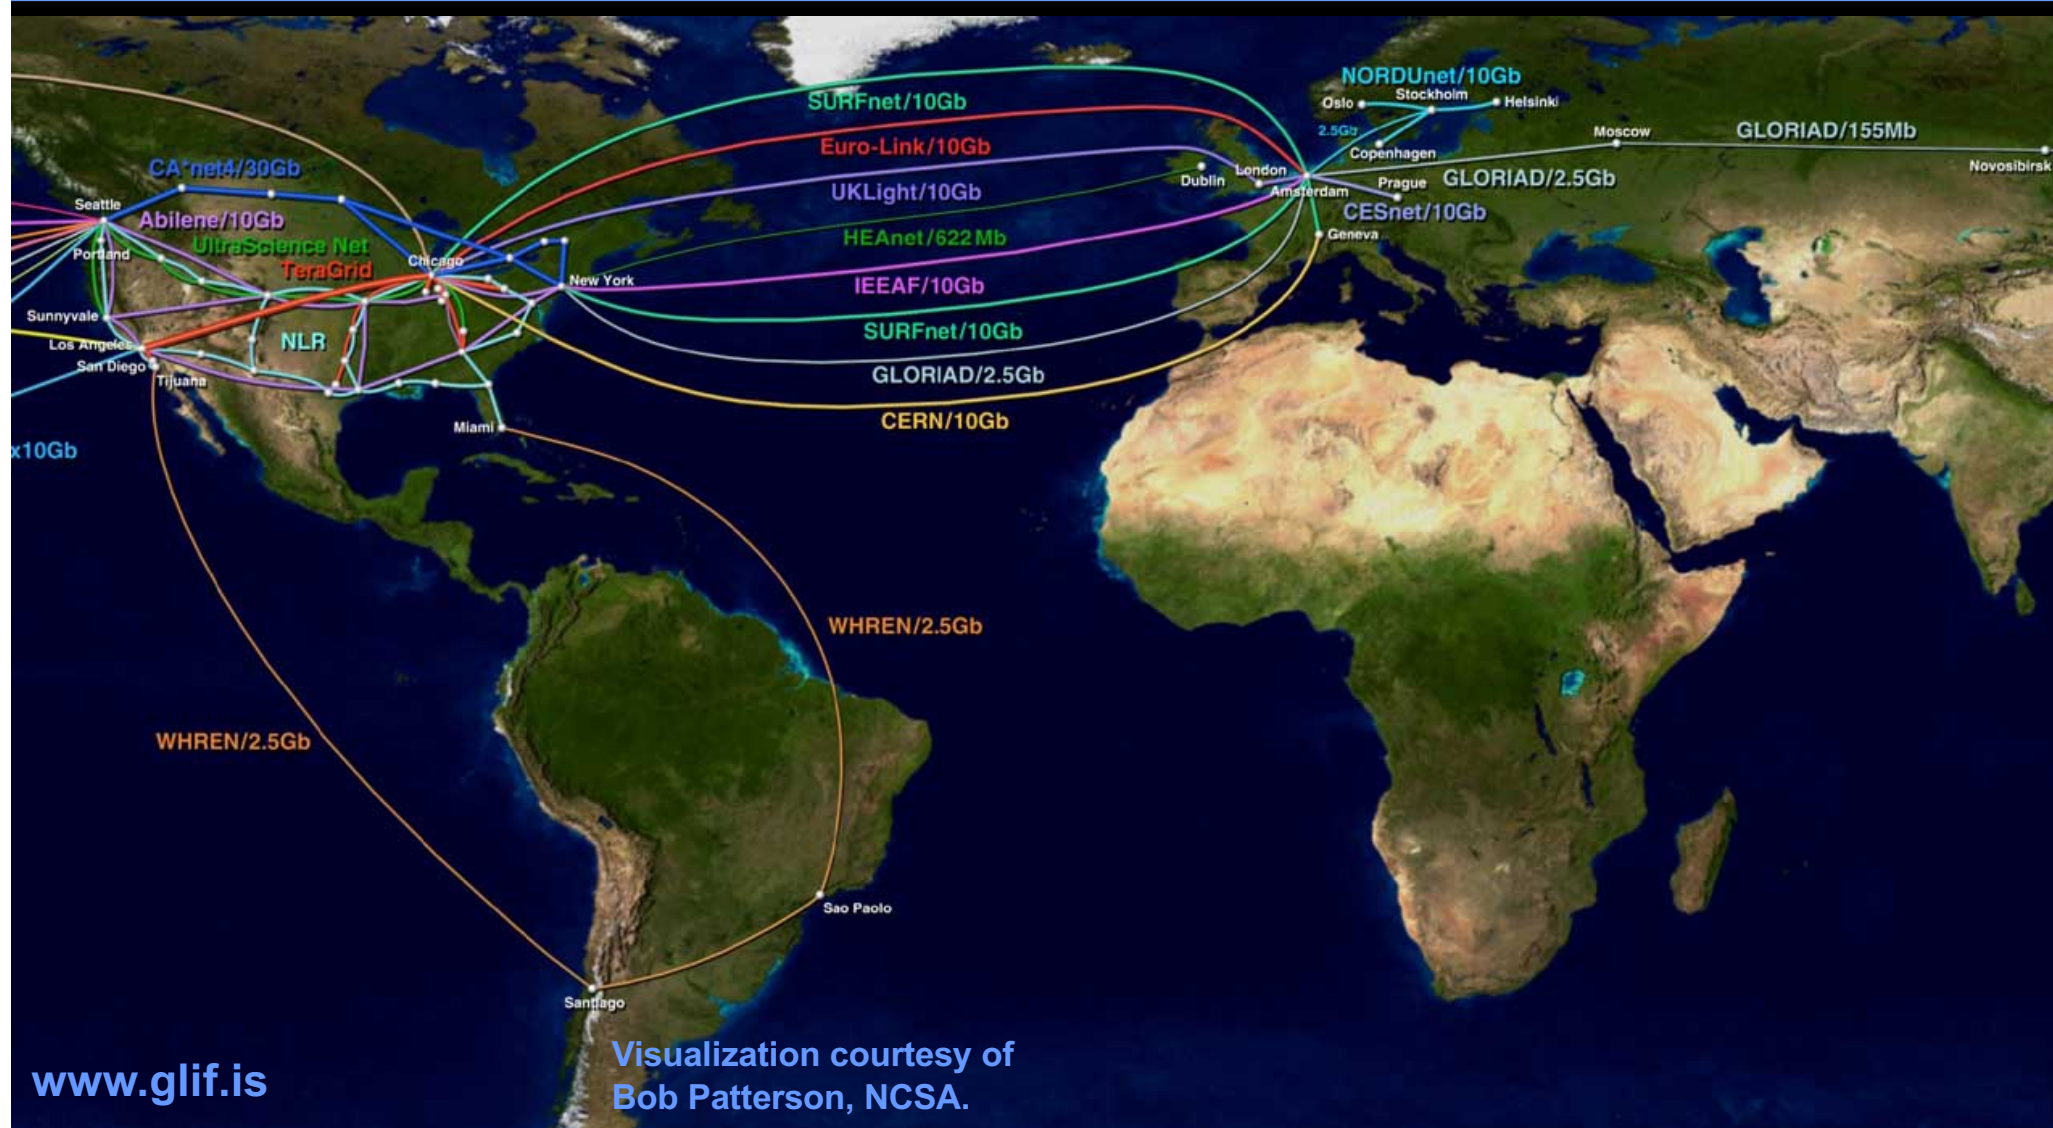 NORDUnet/10Gb
Stockholm
Oslo
Helsinki
2.5Gb
Copenhagen
Moscow
GLORIAD/155Mb
Novosibirsk
SURFnet/10Gb
Euro-Link/10Gb
UKLight/10Gb
HEAnet/622 Mb
IEEAF/10Gb
SURFnet/10Gb
GLORIAD/2.5Gb
CERN/10Gb
Dublin
London
Amsterdam
Prague
GLORIAD/2.5Gb
CESnet/10Gb
Geneva
CA*net4/30Gb
Seattle
Abilene/10Gb
UltraScience Net
Portland
TeraGrid
Chicago
New York
Sunnyvale
Los Angeles
NLR
San Diego
Tijuana
Miami
x10Gb
WHREN/2.5Gb
WHREN/2.5Gb
Sao Paolo
Santiago
www.glif.is
Visualization courtesy of
Bob Patterson, NCSA.